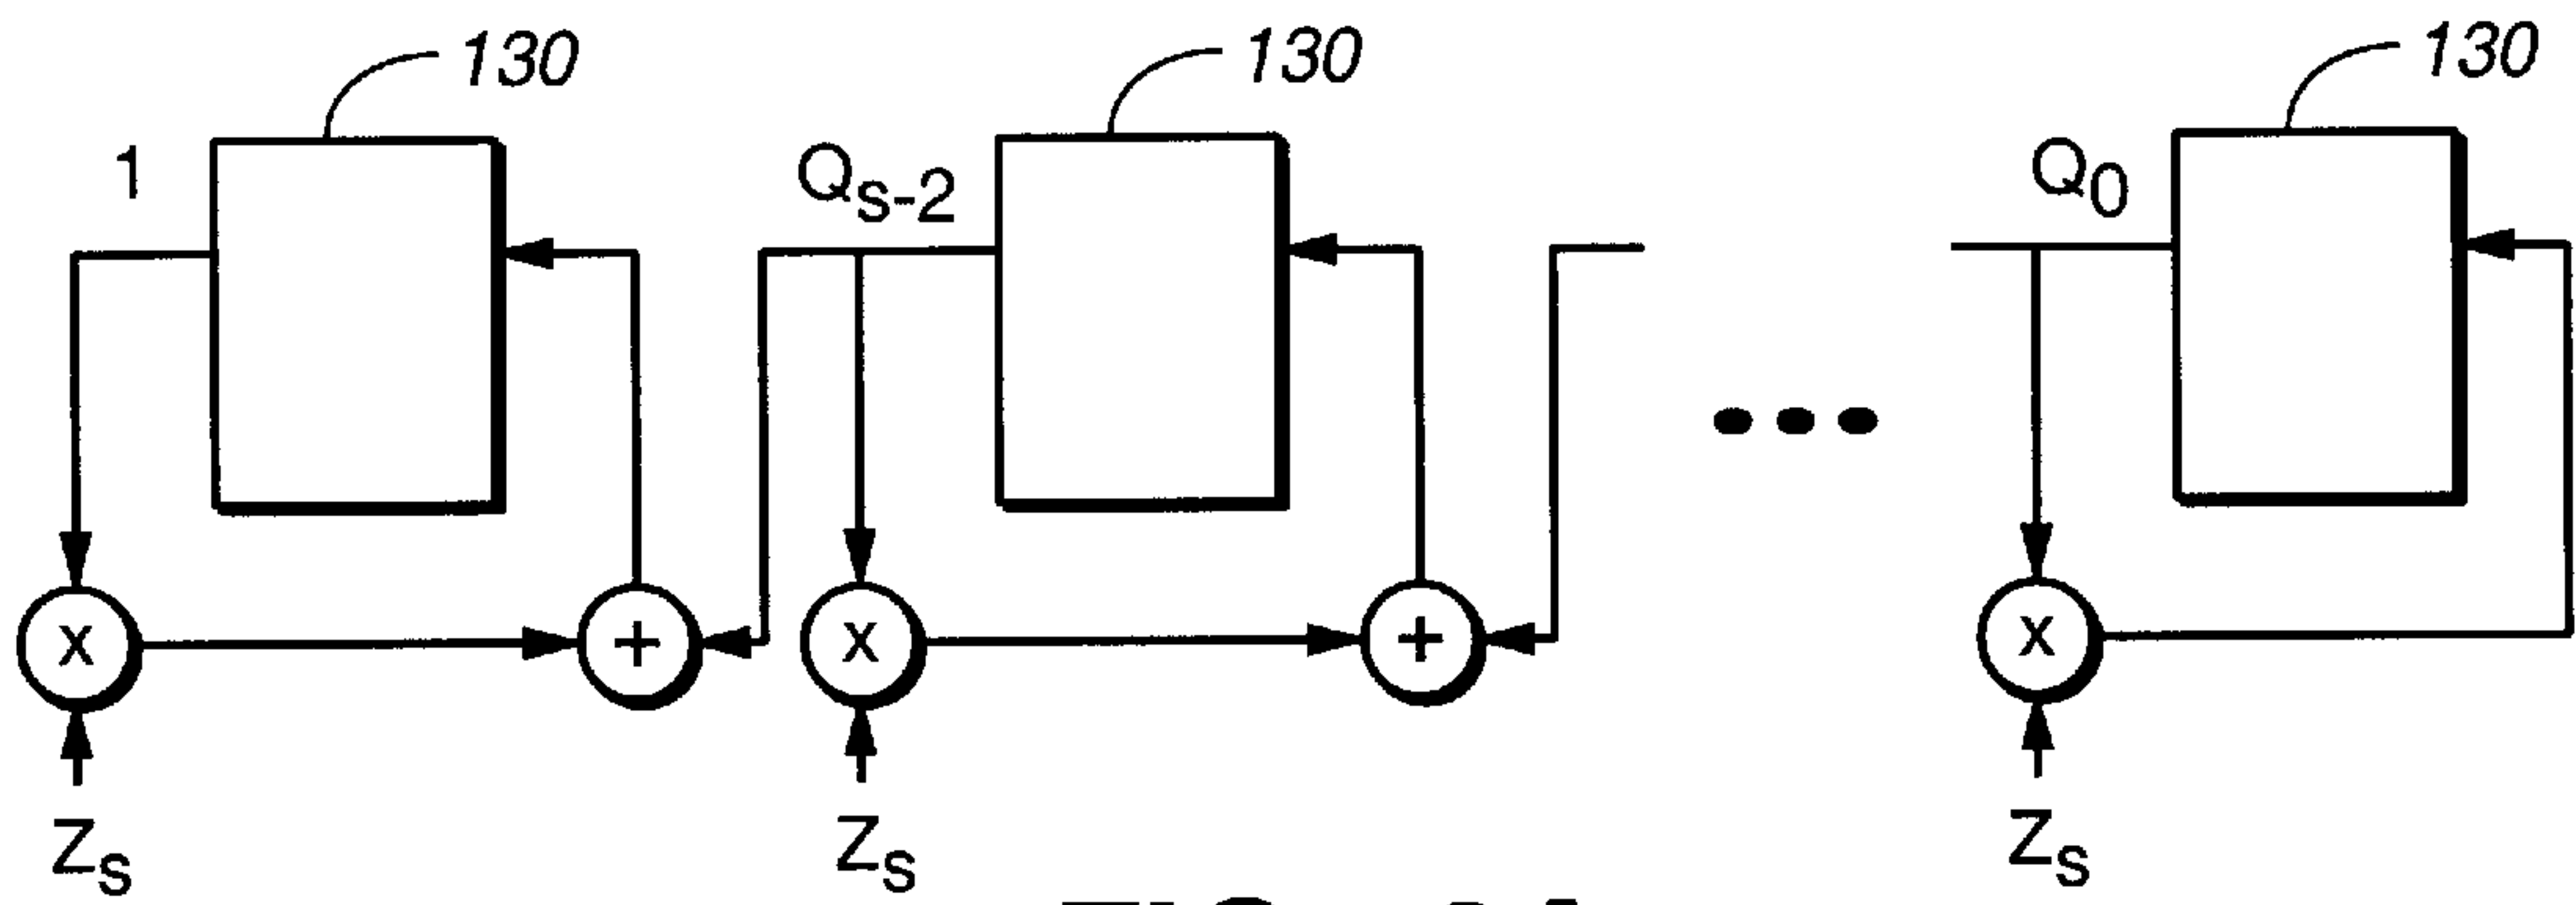 130 130 130
1 Q_{S-2} Q_0
X + X + X
Z_S Z_S Z_S